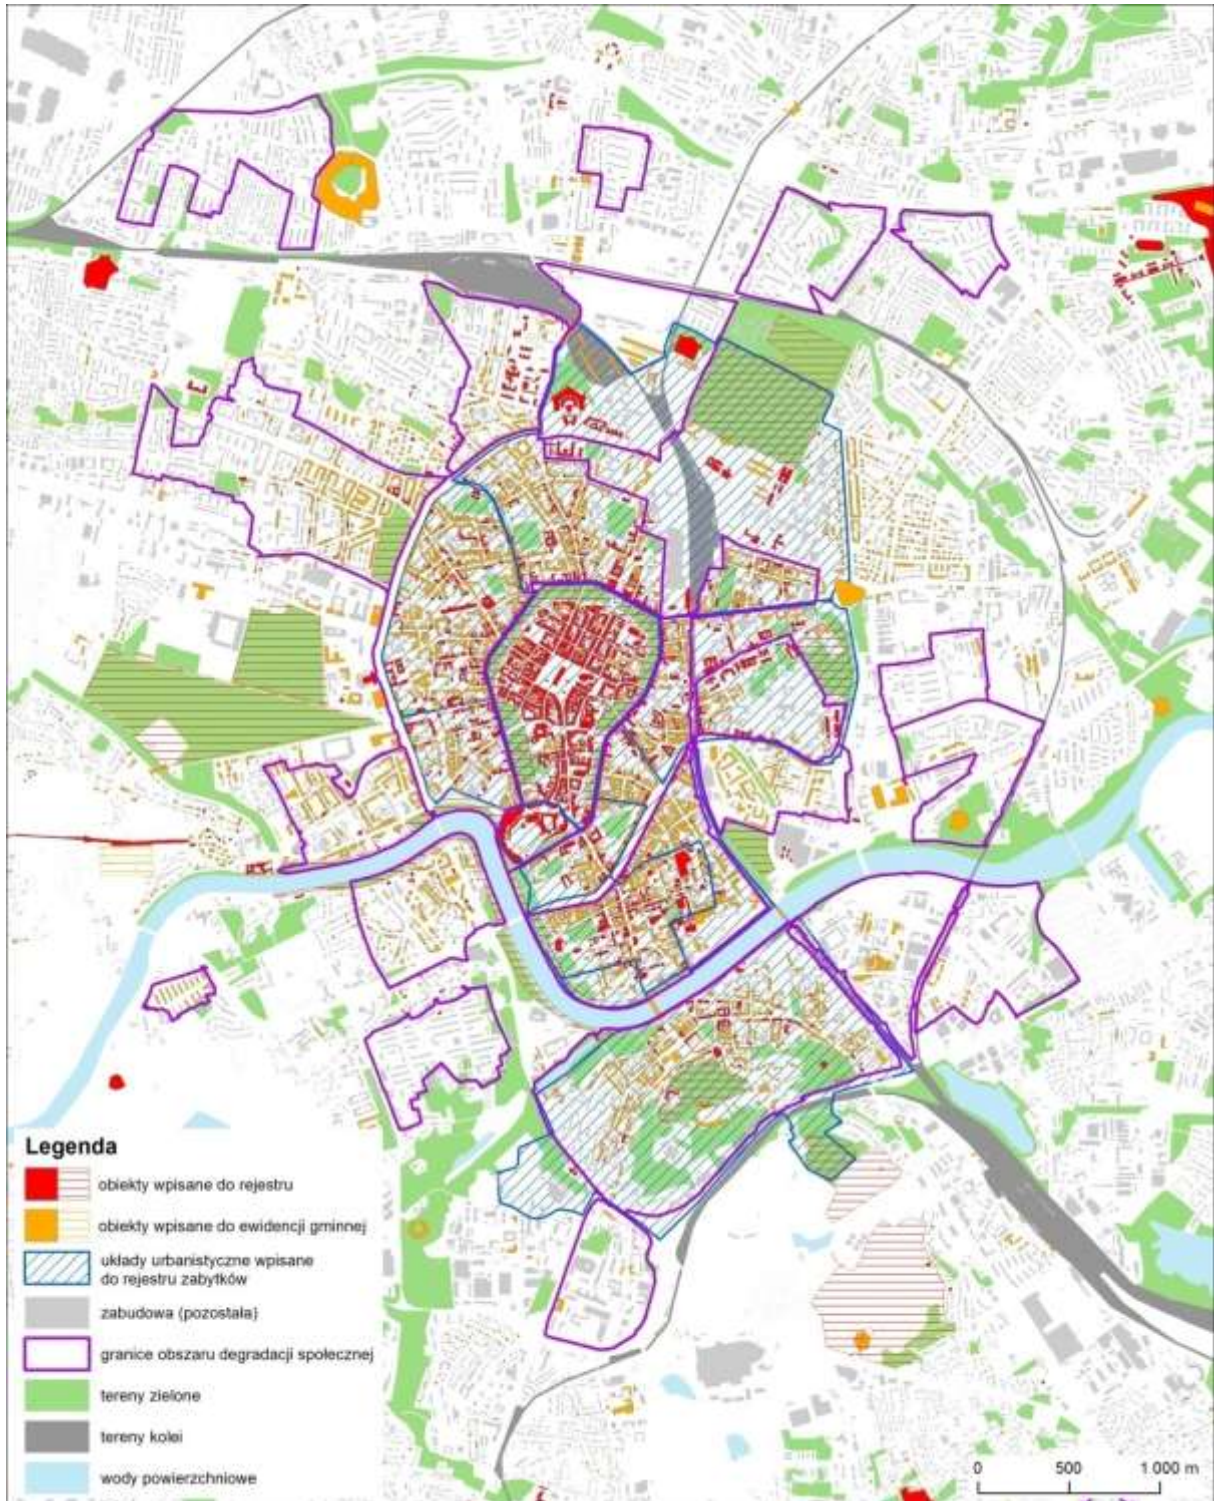 Legenda
obiekty wpisane do rejestru
obiekty wpisane do ewidencji gminnej
układy urbanistyczne wpisane
do rejestru zabytków
zabudowa (pozostała)
granice obszaru degradacji społecznej
tereny zielone
tereny kolei
wody powierzchniowe
0 500 1 000 m